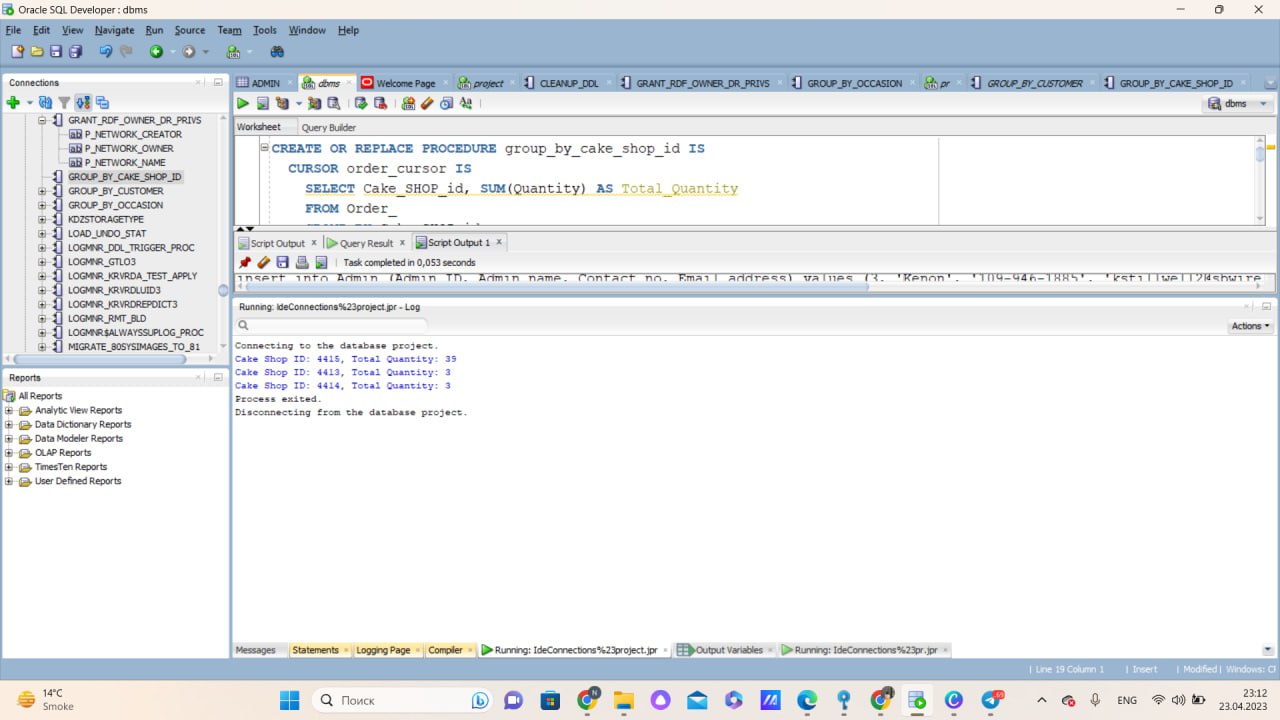 Oracle SQL Developer : dbms
File Edit View Navigate Run Source Team Tools Window Help
Connections
GRANT_RDF_OWNER_DR_PRIVS
P_NETWORK_CREATOR
P_NETWORK_OWNER
P_NETWORK_NAME
GROUP_BY_CAKE_SHOP_ID
GROUP_BY_CUSTOMER
GROUP_BY_OCCASION
KDZSTORAGETYPE
LOAD_UNDO_STAT
LOGMNR_DDL_TRIGGER_PROC
LOGMNR_GTLO3
LOGMNR_KRVRDA_TEST_APPLY
LOGMNR_KRVRDLUID3
LOGMNR_KRVRDREPDICT3
LOGMNR_RMT_BLD
LOGMNR$ALWAYSSUPLOG_PROC
MIGRATE_80SYSIMAGES_TO_81
Reports
All Reports
Analytic View Reports
Data Dictionary Reports
Data Modeler Reports
OLAP Reports
TimesTen Reports
User Defined Reports
ADMIN dbms Welcome Page project CLEANUP_DDL GRANT_RDF_OWNER_DR_PRIVS GROUP_BY_OCCASION pr GROUP_BY_CUSTOMER GROUP_BY_CAKE_SHOP_ID
dbms
Worksheet Query Builder
CREATE OR REPLACE PROCEDURE group_by_cake_shop_id IS
CURSOR order_cursor IS
SELECT Cake_SHOP_id, SUM(Quantity) AS Total_Quantity
FROM Order_
Script Output Query Result Script Output 1
Task completed in 0,053 seconds
insert into Admin (Admin_ID, Admin_name, Contact_no, Email_address) values (3, 'Kenon', '109-946-1885', 'kstillwell2@sbwire
Running: IdeConnections%23project.jpr - Log
Actions
Connecting to the database project.
Cake Shop ID: 4415, Total Quantity: 39
Cake Shop ID: 4413, Total Quantity: 3
Cake Shop ID: 4414, Total Quantity: 3
Process exited.
Disconnecting from the database project.
Messages Statements Logging Page Compiler Running: IdeConnections%23project.jpr Output Variables Running: IdeConnections%23pr.jpr
Line 19 Column 1 Insert Modified Windows: C
14°C
Smoke
Поиск
ENG
23:12
23.04.2023